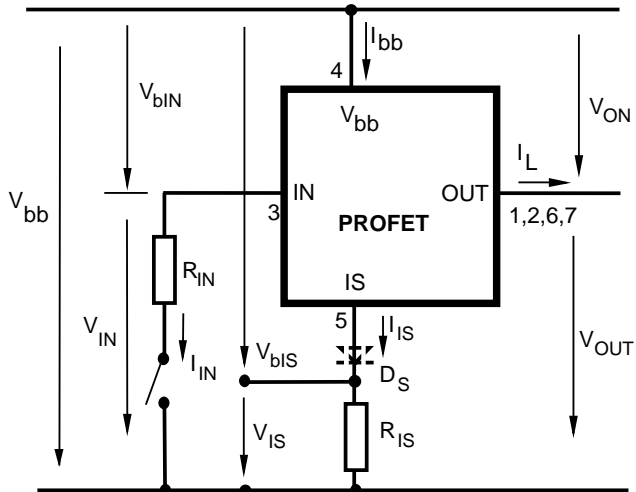 I_bb
4
V_bb
V_bIN
V_ON
I_L
V_bb
3
IN
OUT
1,2,6,7
PROFET
R_IN
IS
V_IN
I_IN
5
I_IS
V_bIS
D_S
V_OUT
V_IS
R_IS